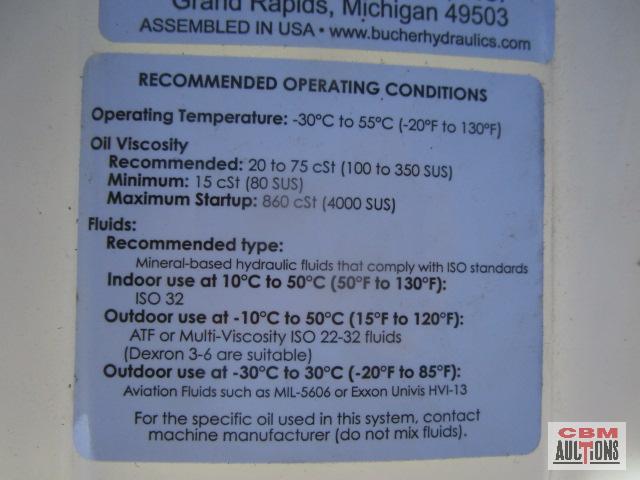 Grand Rapids, Michigan 49503
ASSEMBLED IN USA • www.bucherhydraulics.com
RECOMMENDED OPERATING CONDITIONS
Operating Temperature: -30°C to 55°C (-20°F to 130°F)
Oil Viscosity
Recommended: 20 to 75 cSt (100 to 350 SUS)
Minimum: 15 cSt (80 SUS)
Maximum Startup: 860 cSt (4000 SUS)
Fluids:
Recommended type:
Mineral-based hydraulic fluids that comply with ISO standards
Indoor use at 10°C to 50°C (50°F to 130°F):
ISO 32
Outdoor use at -10°C to 50°C (15°F to 120°F):
ATF or Multi-Viscosity ISO 22-32 fluids
(Dexron 3-6 are suitable)
Outdoor use at -30°C to 30°C (-20°F to 85°F):
Aviation Fluids such as MIL-5606 or Exxon Univis HVI-13
For the specific oil used in this system, contact
machine manufacturer (do not mix fluids).
CBM
AUCTIONS